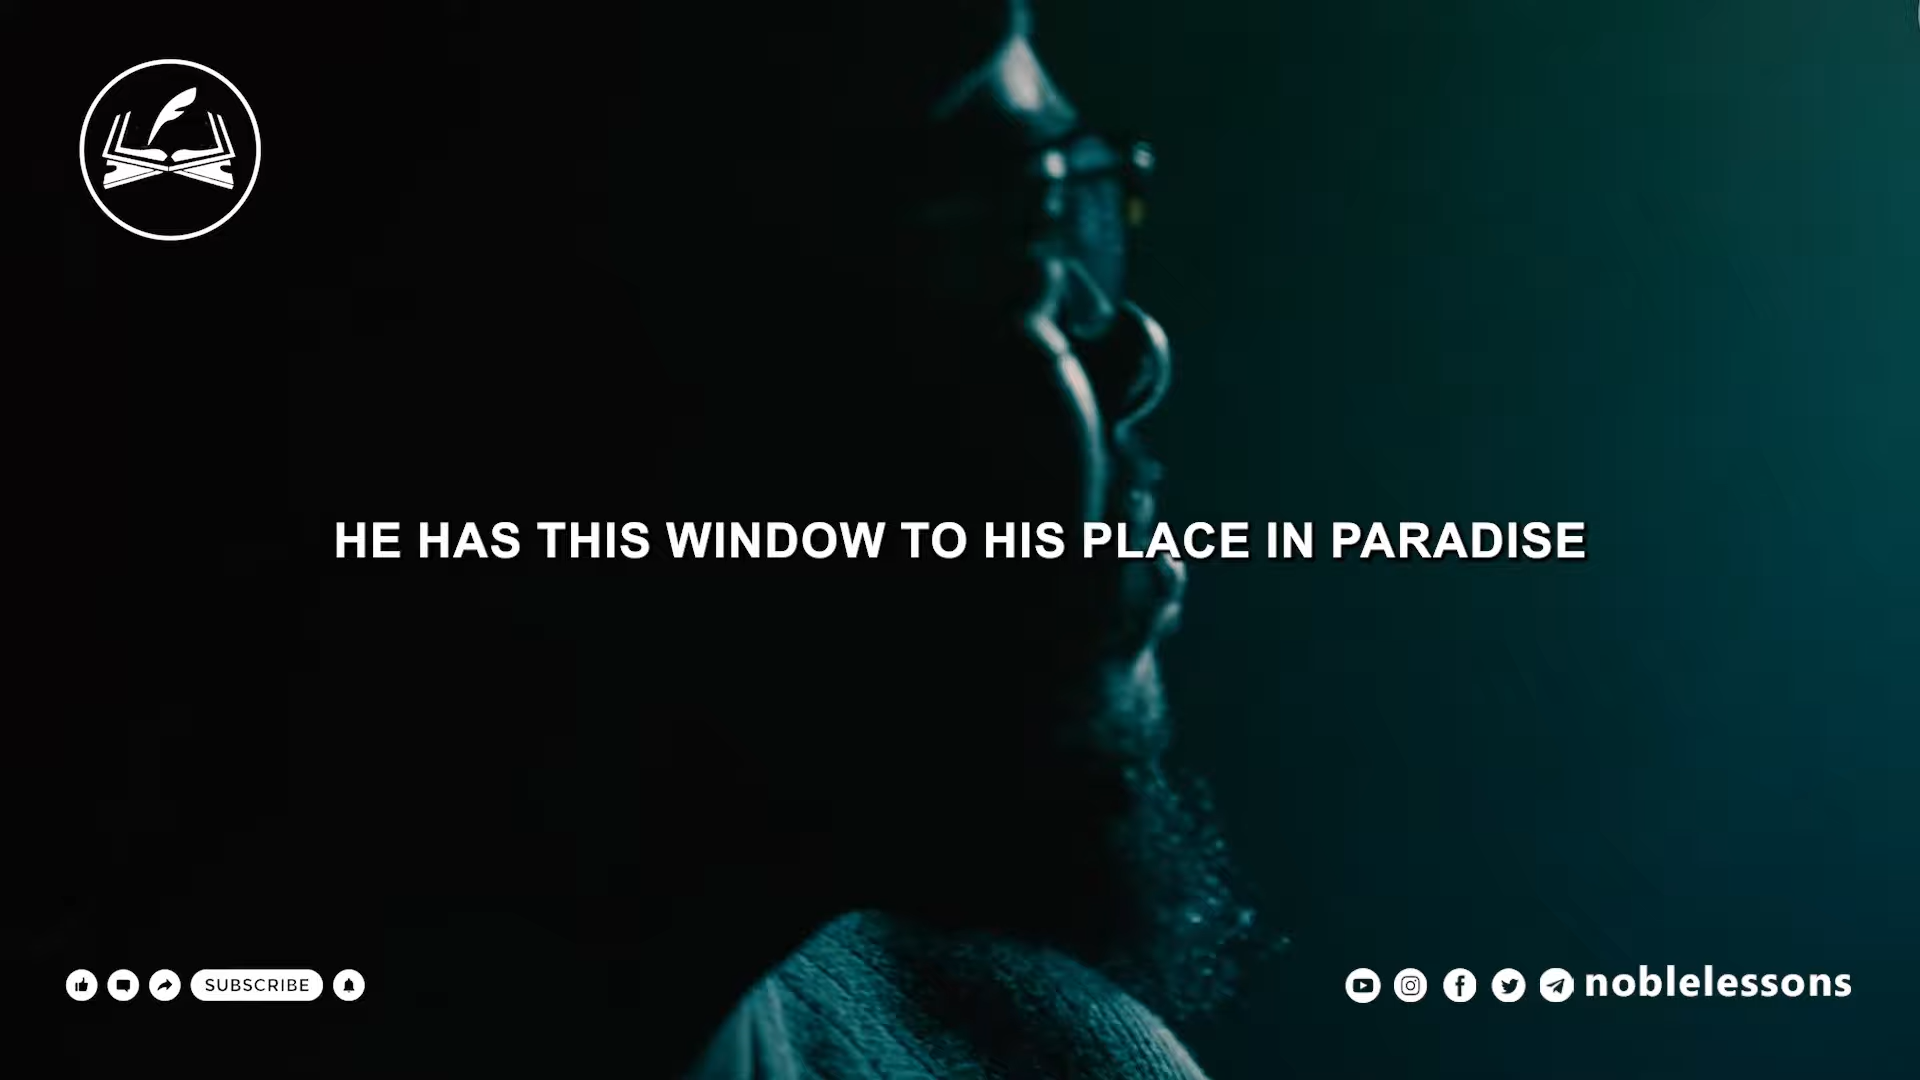 HE HAS THIS WINDOW TO HIS PLACE IN PARADISE
SUBSCRIBE
noblelessons